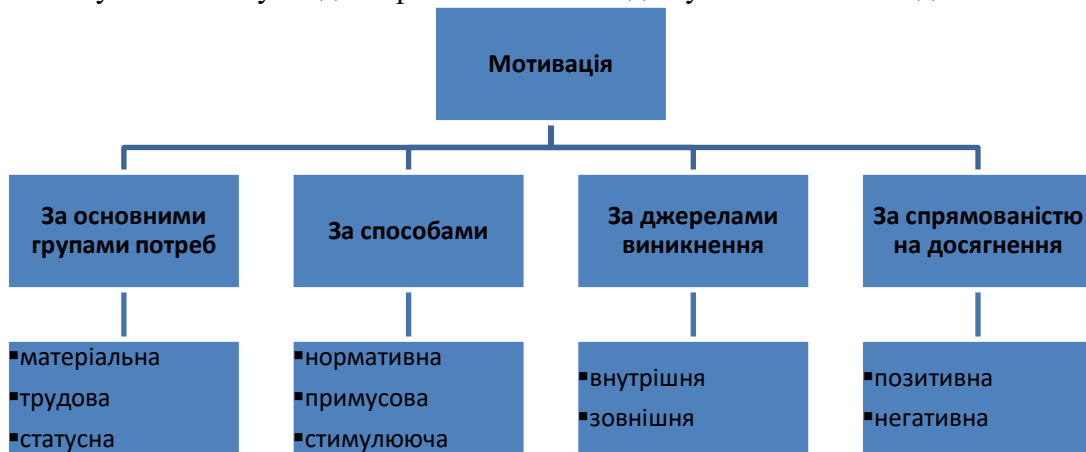 Мотивація
За основними
групами потреб
За способами
За джерелами
виникнення
За спрямованістю
на досягнення
▪матеріальна
▪трудова
▪статусна
▪нормативна
▪примусова
▪стимулююча
▪внутрішня
▪зовнішня
▪позитивна
▪негативна